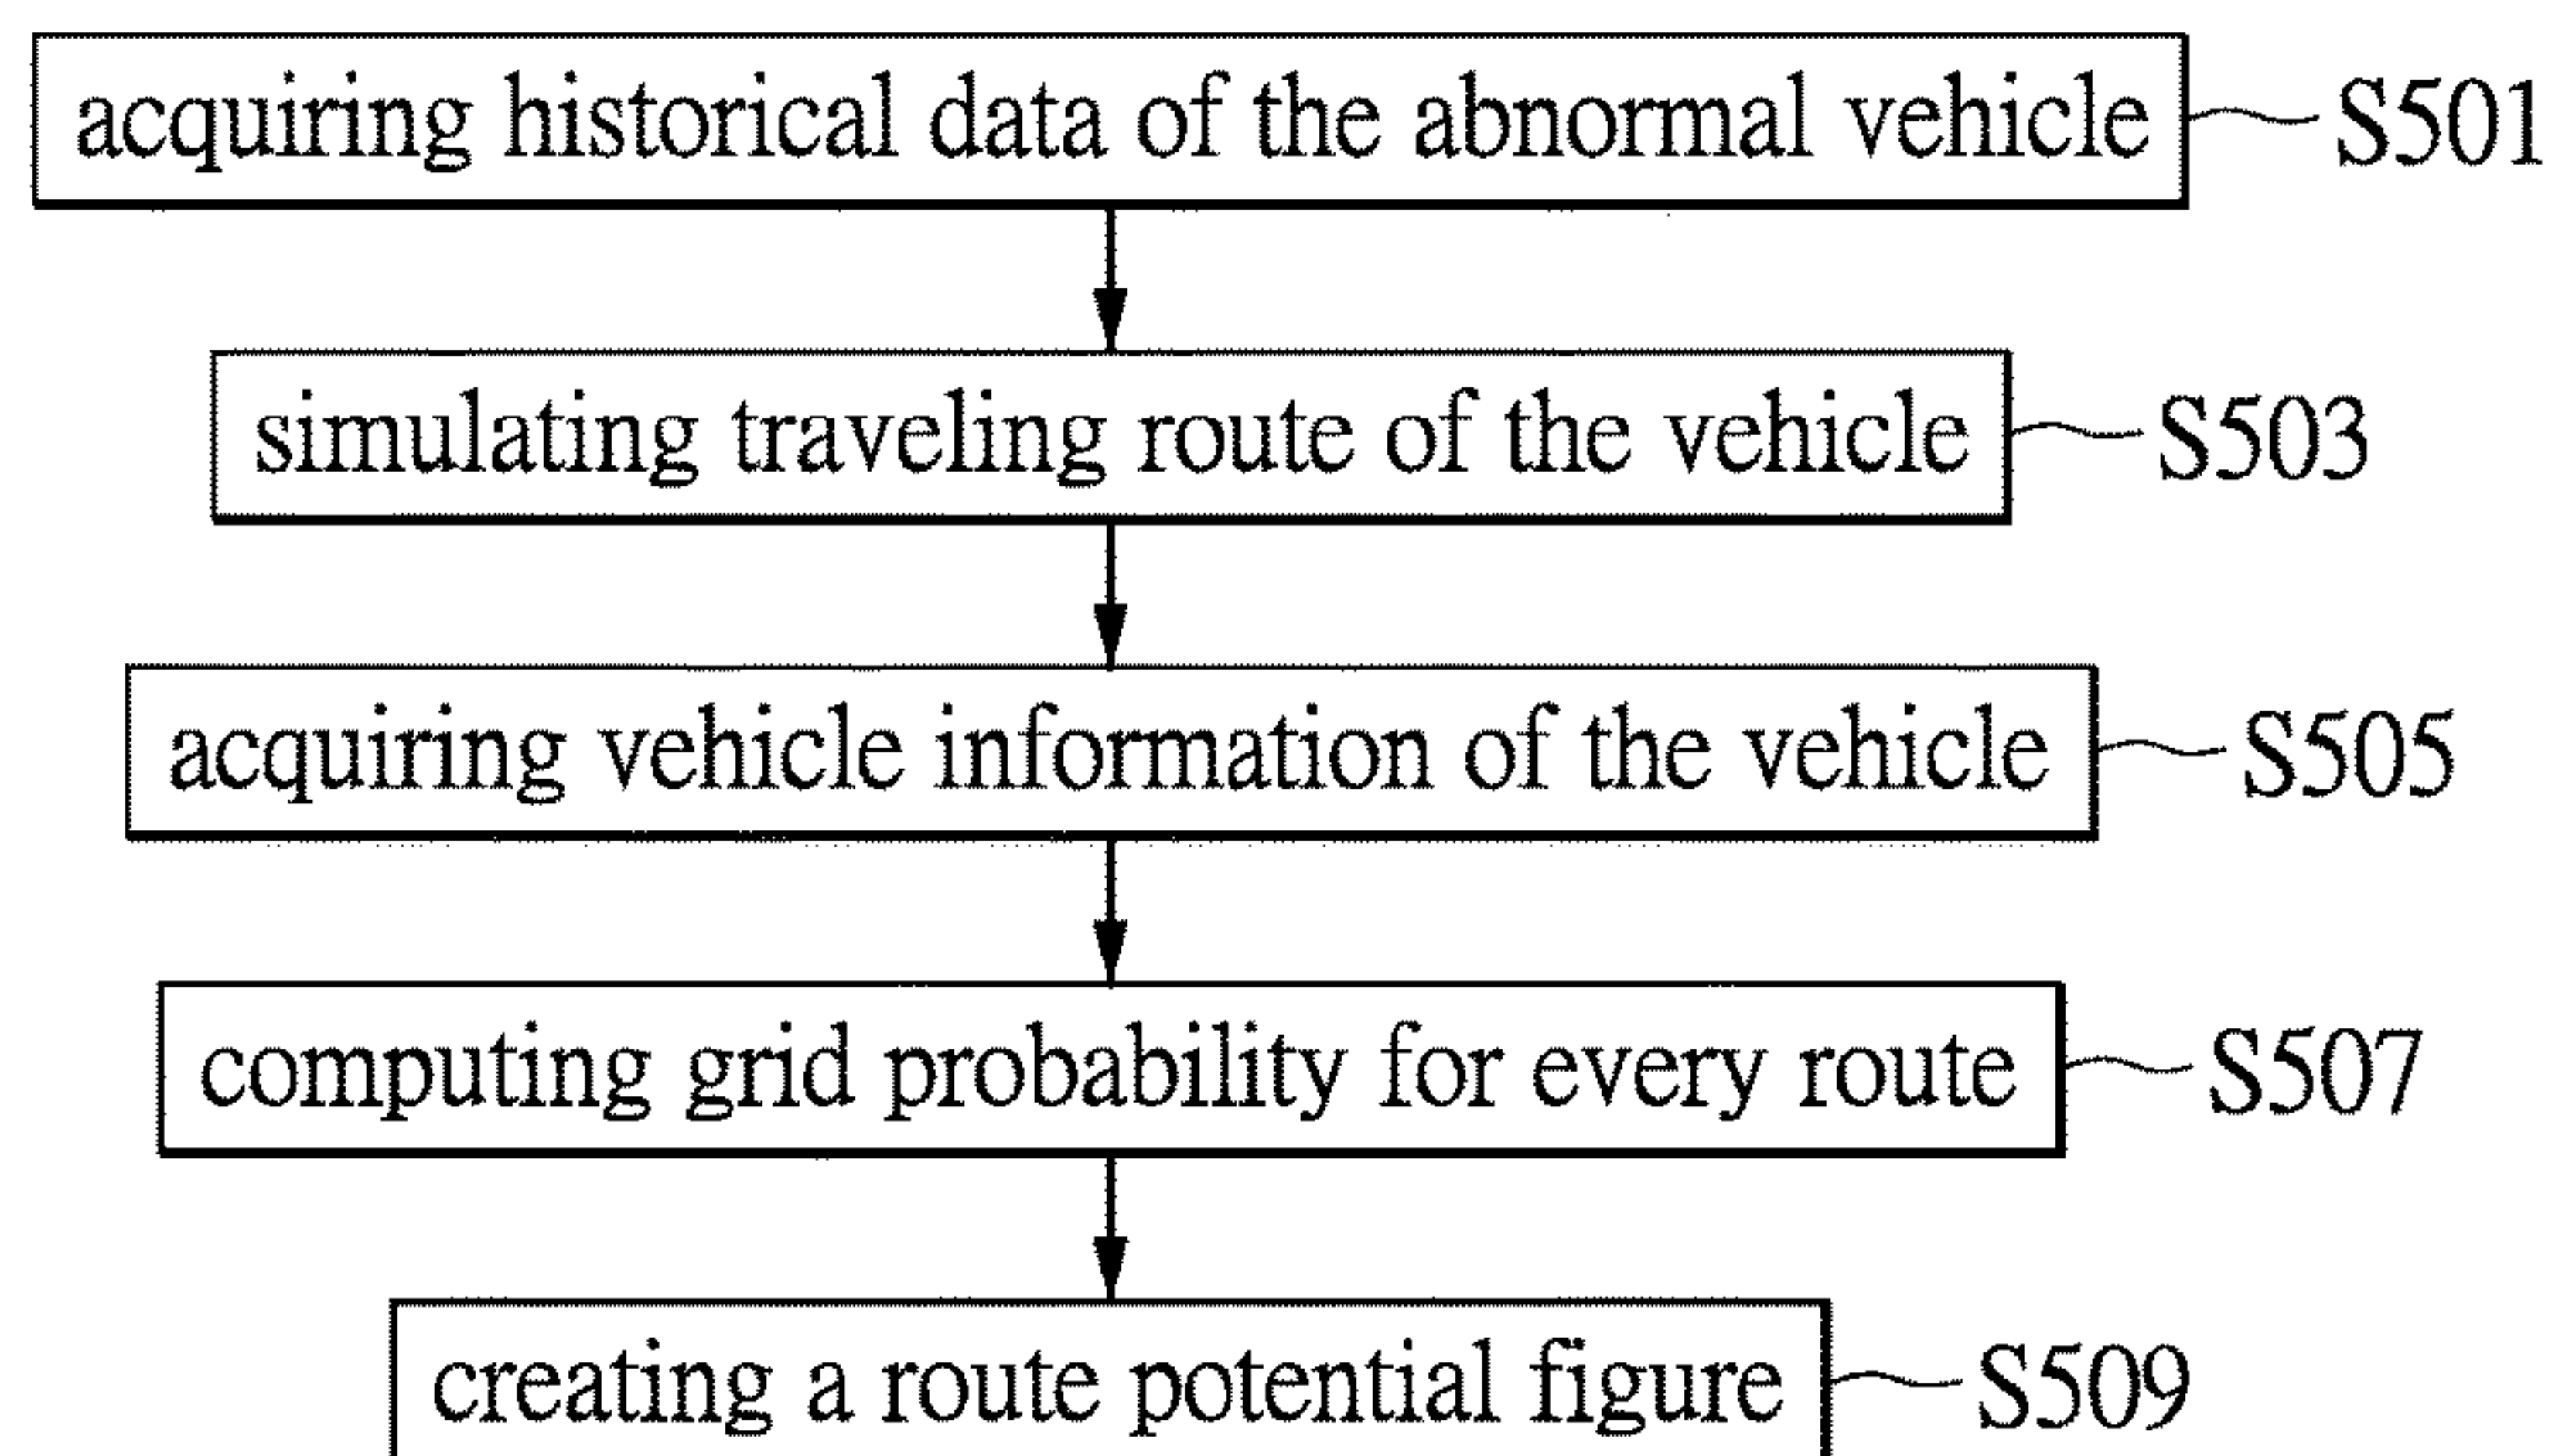 acquiring historical data of the abnormal vehicle S501
simulating traveling route of the vehicle S503
acquiring vehicle information of the vehicle S505
computing grid probability for every route S507
creating a route potential figure S509